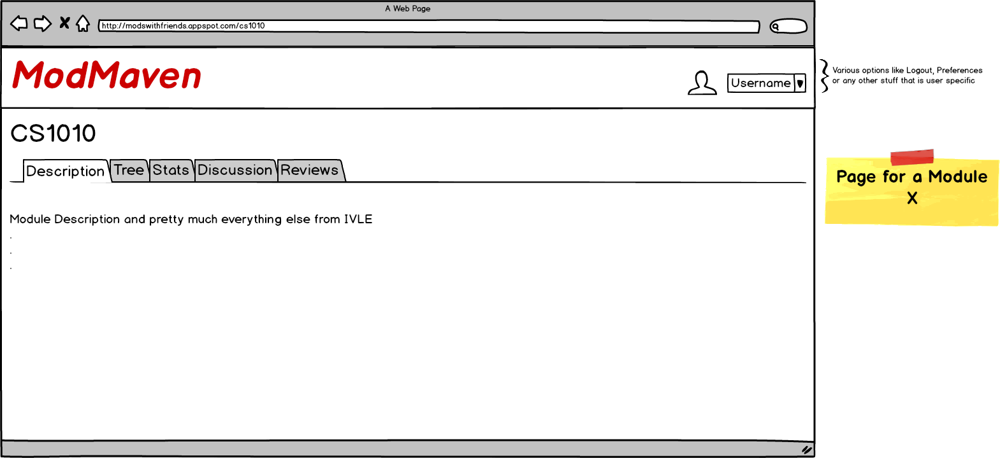 A Web Page
http://modswithfriends.appspot.com/cs1010
ModMaven
Username
Various options like Logout, Preferences
or any other stuff that is user specific
CS1010
Description Tree Stats Discussion Reviews
Page for a Module
X
Module Description and pretty much everything else from IVLE
.
.
.